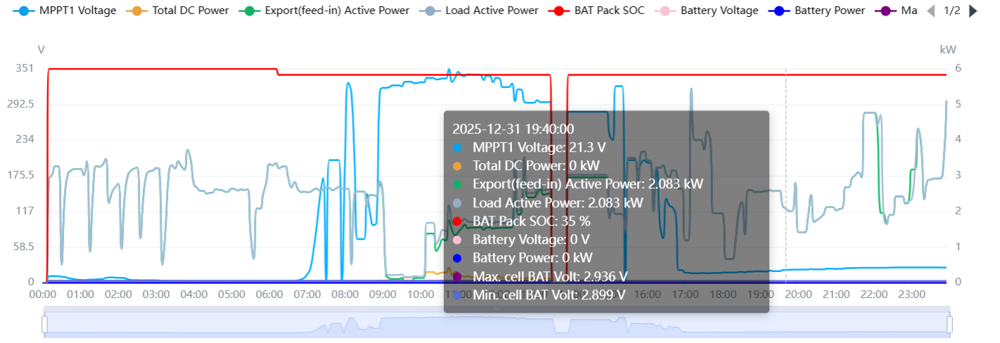 MPPT1 Voltage Total DC Power Export(feed-in) Active Power Load Active Power BAT Pack SOC Battery Voltage Battery Power Ma 1/2
V kW
351 6
292.5 5
234 4
175.5 3
117 2
58.5 1
0 0
2025-12-31 19:40:00
MPPT1 Voltage: 21.3 V
Total DC Power: 0 kW
Export(feed-in) Active Power: 2.083 kW
Load Active Power: 2.083 kW
BAT Pack SOC: 35 %
Battery Voltage: 0 V
Battery Power: 0 kW
Max. cell BAT Volt: 2.936 V
Min. cell BAT Volt: 2.899 V
00:00 01:00 02:00 03:00 04:00 05:00 06:00 07:00 08:00 09:00 10:00 17:00 18:00 19:00 20:00 21:00 22:00 23:00